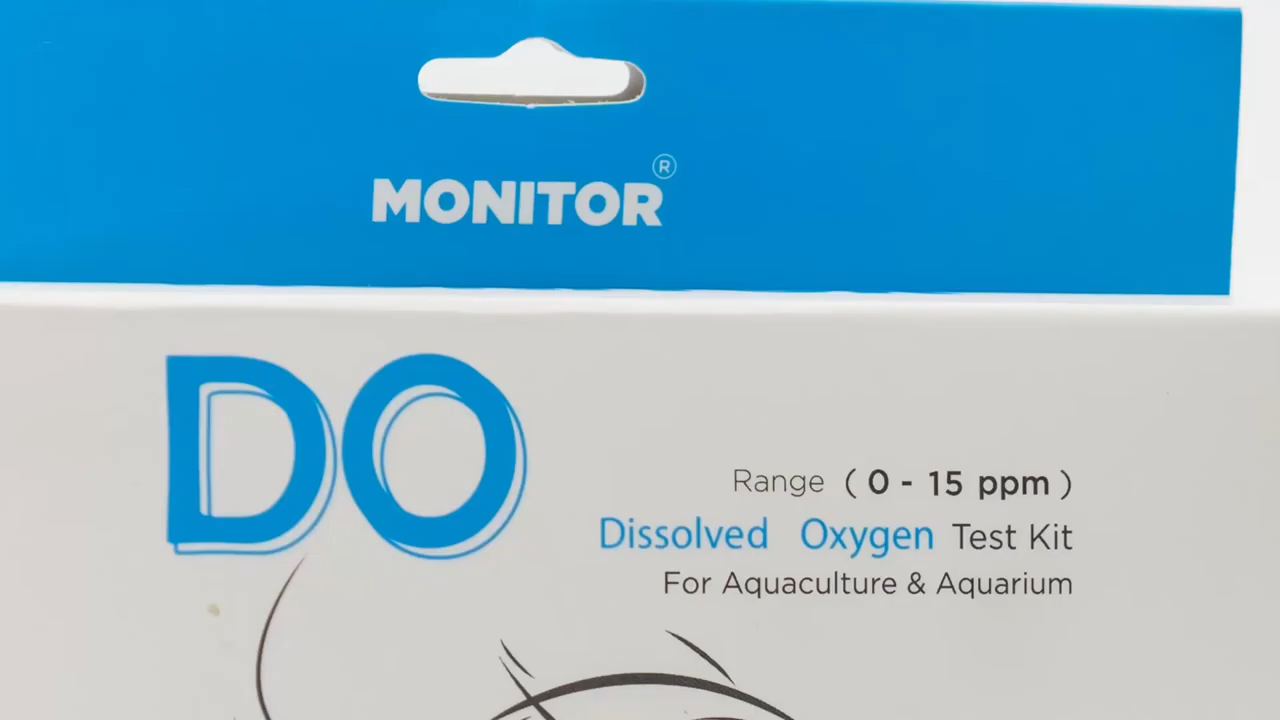 MONITOR®
DO
Range ( 0 - 15 ppm )
Dissolved Oxygen Test Kit
For Aquaculture & Aquarium